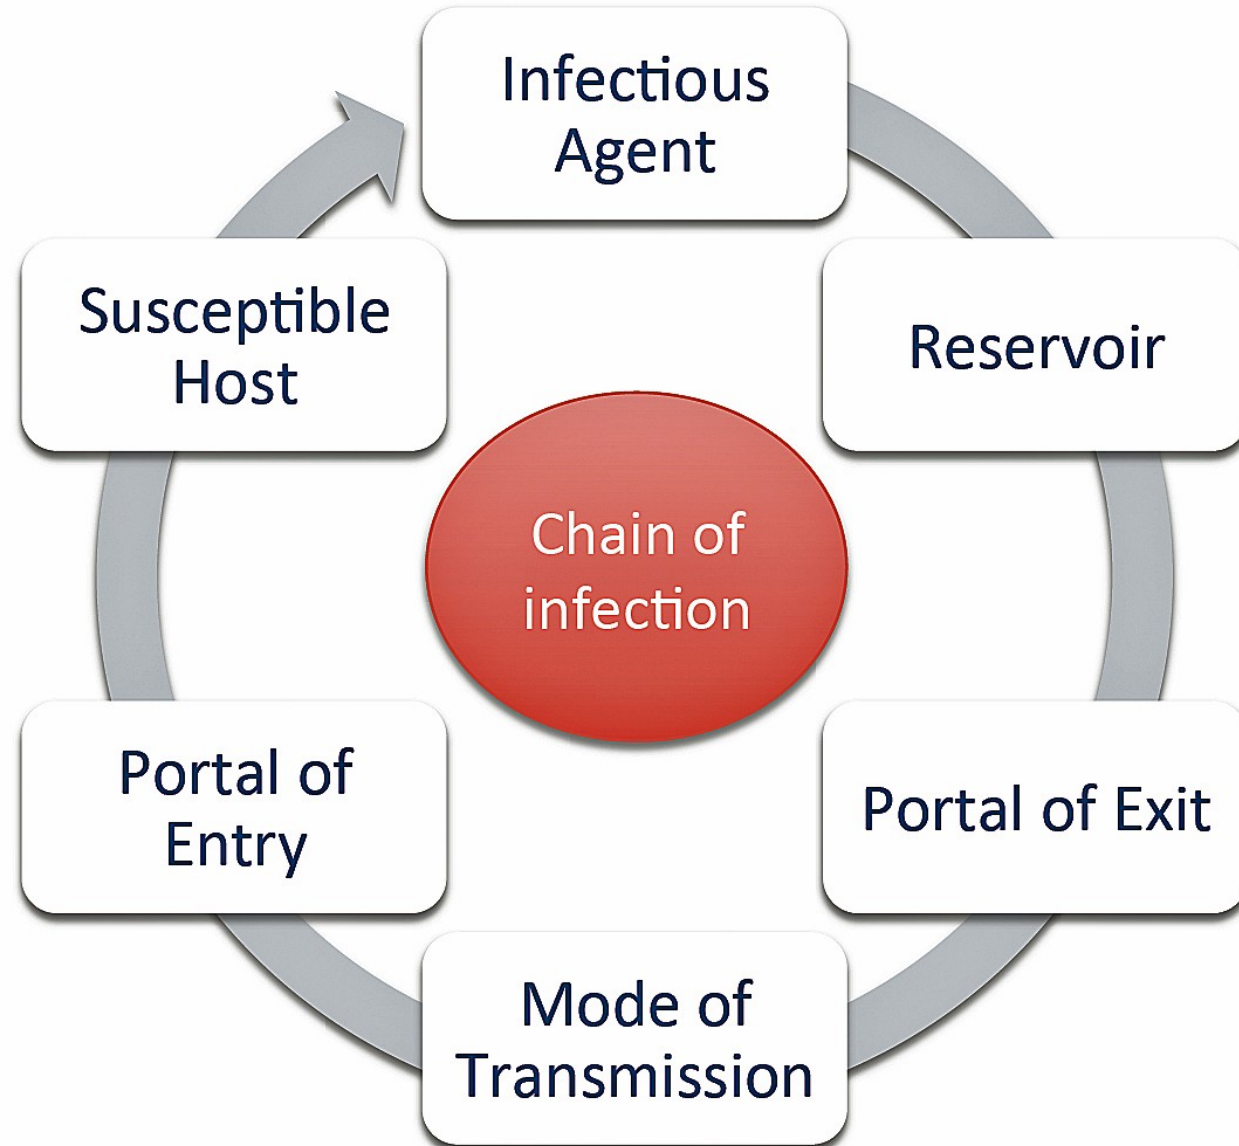 Infectious
Agent
Reservoir
Portal of Exit
Mode of
Transmission
Portal of
Entry
Susceptible
Host
Chain of
infection